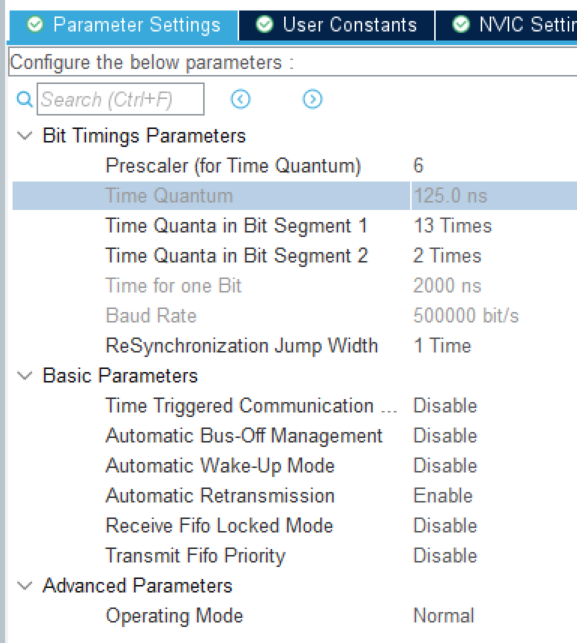 Parameter Settings User Constants NVIC Settin
Configure the below parameters :
Search (Ctrl+F)
Bit Timings Parameters
Prescaler (for Time Quantum) 6
Time Quantum 125.0 ns
Time Quanta in Bit Segment 1 13 Times
Time Quanta in Bit Segment 2 2 Times
Time for one Bit 2000 ns
Baud Rate 500000 bit/s
ReSynchronization Jump Width 1 Time
Basic Parameters
Time Triggered Communication ... Disable
Automatic Bus-Off Management Disable
Automatic Wake-Up Mode Disable
Automatic Retransmission Enable
Receive Fifo Locked Mode Disable
Transmit Fifo Priority Disable
Advanced Parameters
Operating Mode Normal